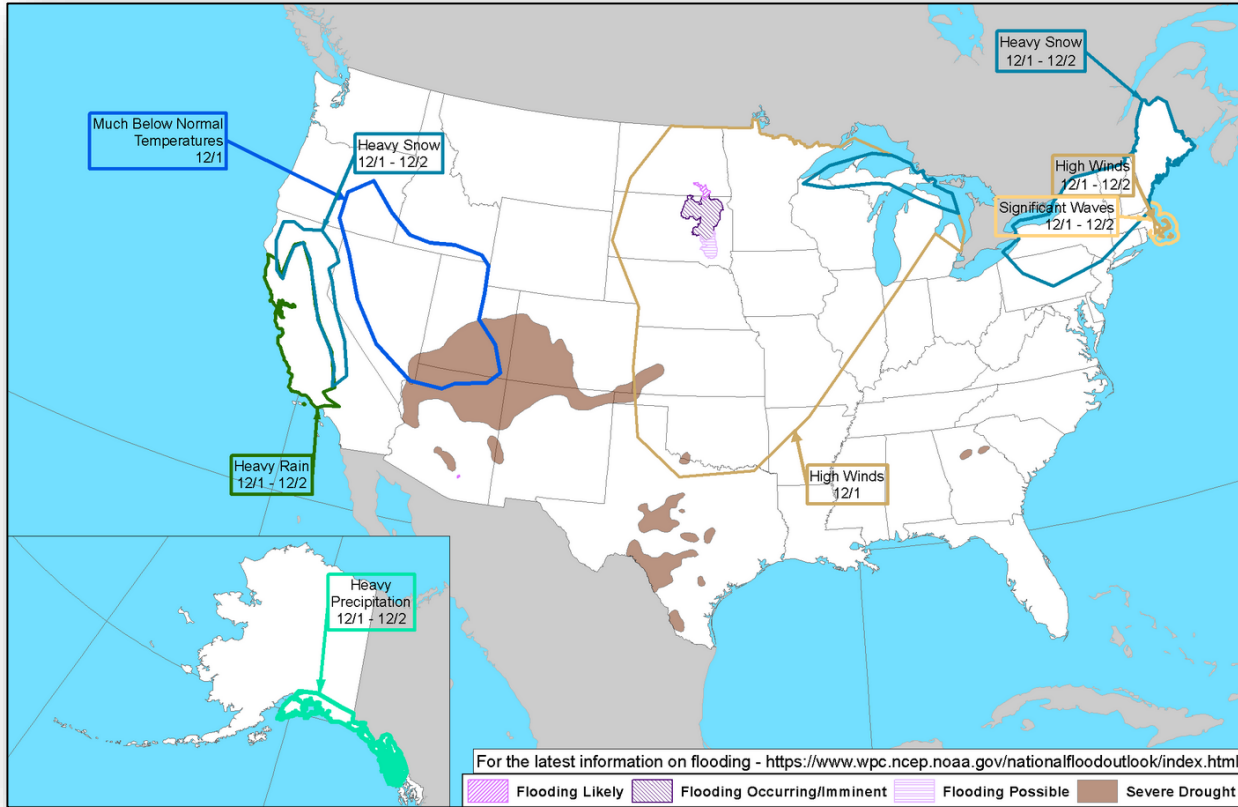 Heavy Snow
12/1 - 12/2
Much Below Normal
Temperatures
12/1
Heavy Snow
12/1 - 12/2
High Winds
12/1 - 12/2
Significant Waves
12/1 - 12/2
Heavy Rain
12/1 - 12/2
High Winds
12/1
Heavy
Precipitation
12/1 - 12/2
For the latest information on flooding - https://www.wpc.ncep.noaa.gov/nationalfloodoutlook/index.html
Flooding Likely
Flooding Occurring/Imminent
Flooding Possible
Severe Drought